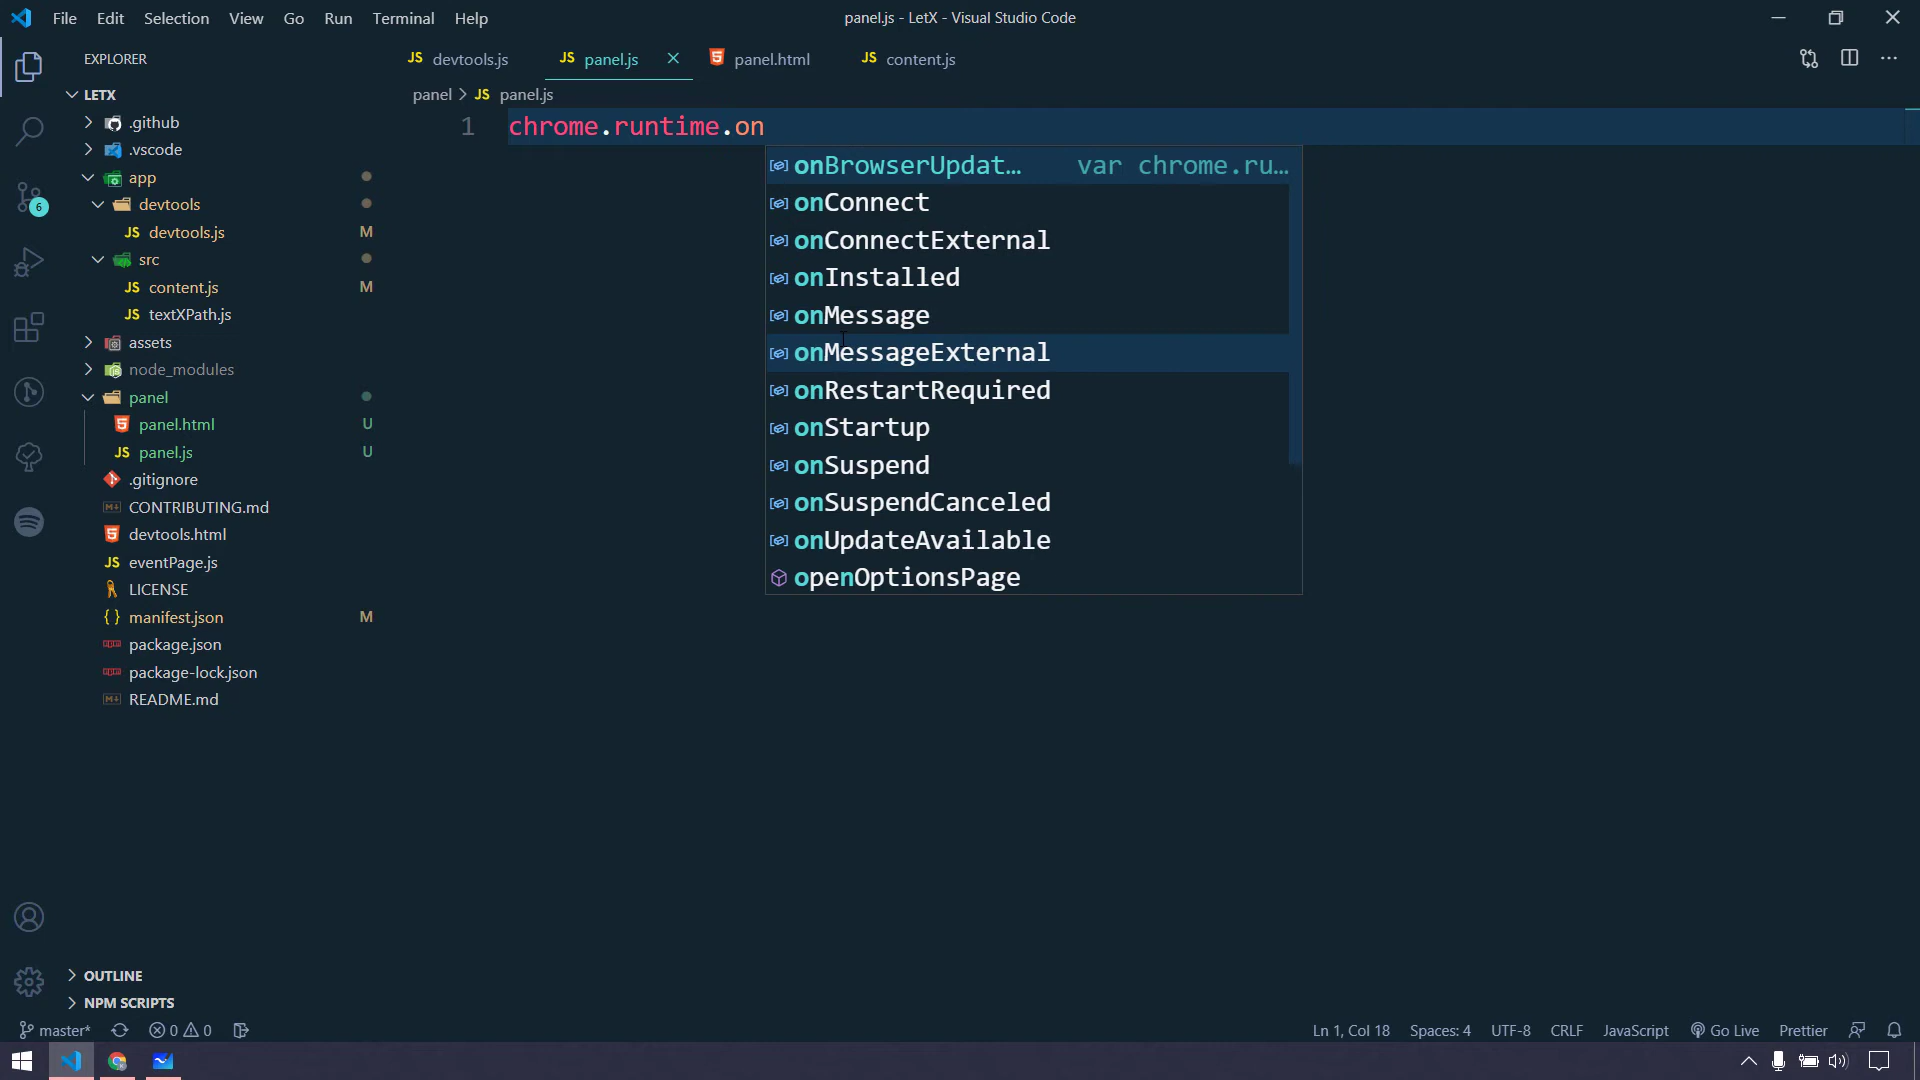 File Edit Selection View Go Run Terminal Help
panel.js - LetX - Visual Studio Code
EXPLORER
JS devtools.js
JS panel.js
panel.html
JS content.js
LETX
panel > JS panel.js
.github
.vscode
app
devtools
JS devtools.js M
src
JS content.js M
JS textXPath.js
assets
node_modules
panel
panel.html U
JS panel.js U
.gitignore
CONTRIBUTING.md
devtools.html
JS eventPage.js
LICENSE
{} manifest.json M
package.json
package-lock.json
README.md
OUTLINE
NPM SCRIPTS
1 chrome.runtime.on
onBrowserUpdat… var chrome.ru…
onConnect
onConnectExternal
onInstalled
onMessage
onMessageExternal
onRestartRequired
onStartup
onSuspend
onSuspendCanceled
onUpdateAvailable
openOptionsPage
6
master* 0 0
Ln 1, Col 18 Spaces: 4 UTF-8 CRLF JavaScript Go Live Prettier